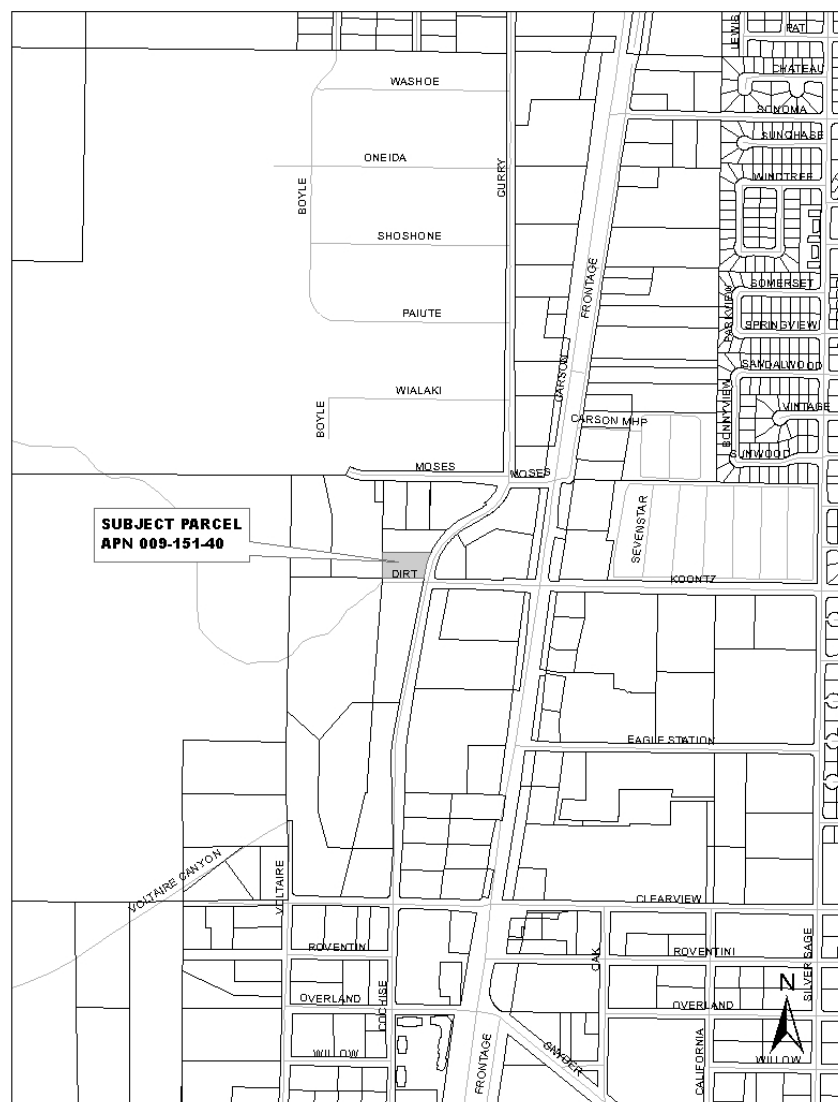 LEWIS
PAT
CHATEAU
WASHOE
SONOMA
SUNCHASE
ONEIDA
CURRY
BOYLE
WINDTREE
SHOSHONE
FRONTAGE
SOMERSET
PARKVIEW
PAIUTE
SPRINGVIEW
SANDALWOOD
CARSON
WIALAKI
BONNYVIEW
VINTAGE
BOYLE
CARSON MHP
SUNWOOD
MOSES
MOSES
SUBJECT PARCEL
APN 009-151-40
SEVENSTAR
DIRT
KOONTZ
EAGLE STATION
VOLTAIRE CANYON
VOLTAIRE
CLEARVIEW
ROVENTINI
OAK
ROVENTINI
SILVER SAGE
COCHISE
OVERLAND
OVERLAND
N
WILLOW
SNYDER
FRONTAGE
CALIFORNIA
WILLOW